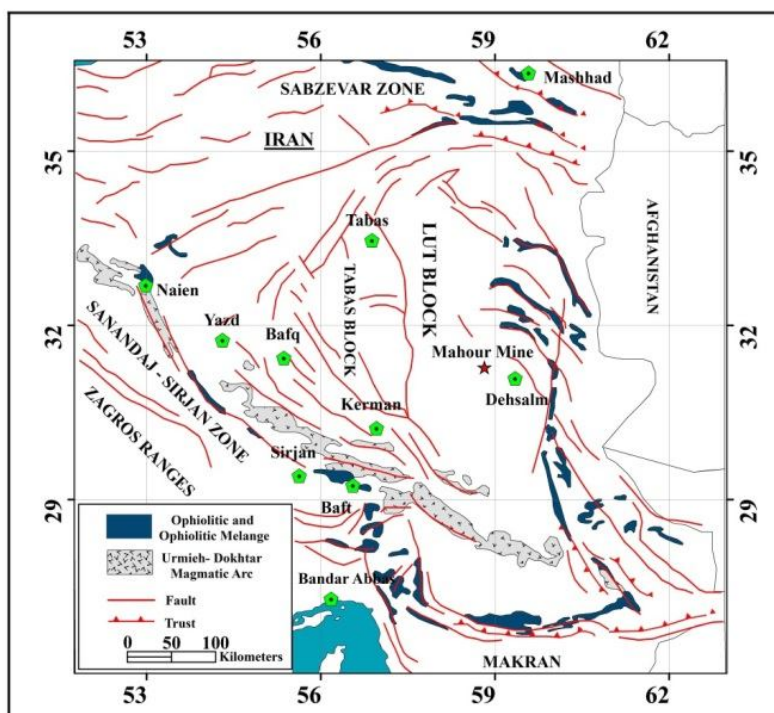 53 56 59 62
Mashhad
SABZEVAR ZONE
IRAN
35 35
Tabas
LUT BLOCK
AFGHANISTAN
TABAS BLOCK
Naien
SANANDAJ - SIRJAN ZONE
Yazd
Bafq
32 32
Mahour Mine
Dehsalm
ZAGROS RANGES
Kerman
Sirjan
29 29
Baft
Ophiolitic and
Ophiolitic Melange
Urmieh- Dokhtar
Magmatic Arc
Fault
Trust
0 50 100
Kilometers
Bandar Abbas
MAKRAN
53 56 59 62